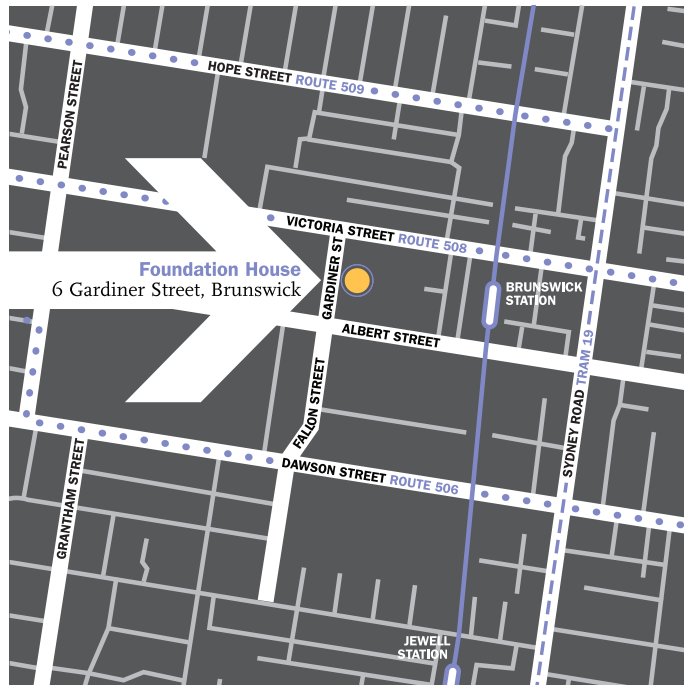 HOPE STREET ROUTE 509
PEARSON STREET
VICTORIA STREET ROUTE 508
GARDINER ST
Foundation House
6 Gardiner Street, Brunswick
BRUNSWICK
STATION
ALBERT STREET
SYDNEY ROAD TRAM 19
FALLON STREET
DAWSON STREET ROUTE 506
GRANTHAM STREET
JEWELL
STATION